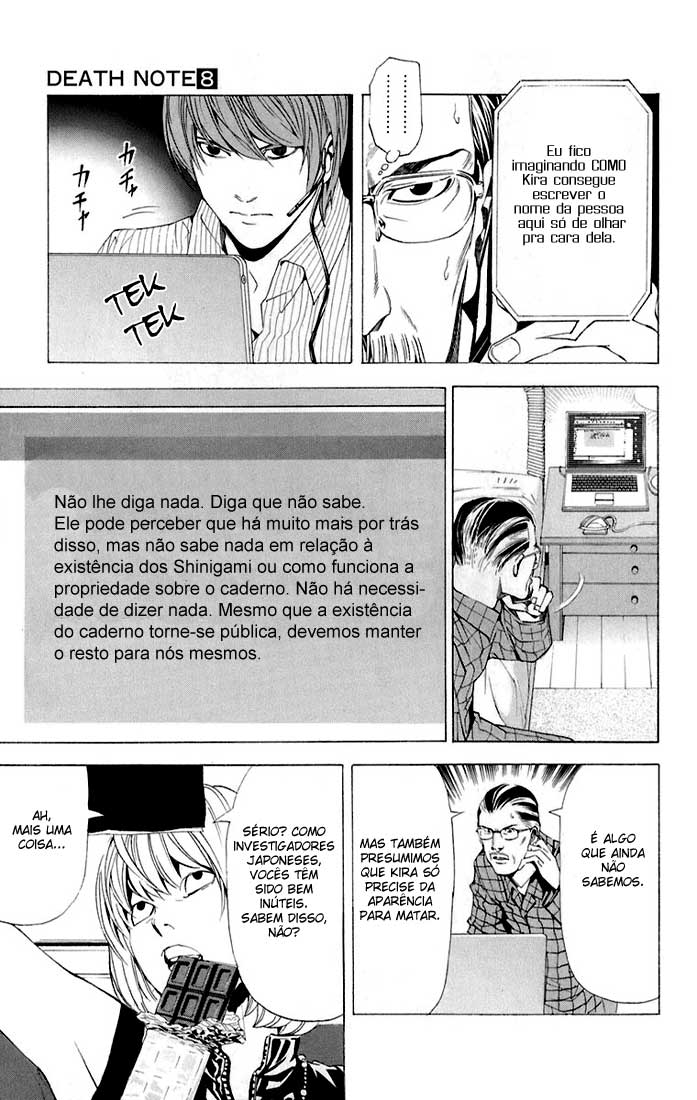 DEATH NOTE 8
Eu fico
imaginando COMO
Kira consegue
escrever o
nome da pessoa
aqui só de olhar
pra cara dela.
.........
.........
カチャ
カチャ
TEK
TEK
Não lhe diga nada. Diga que não sabe.
Ele pode perceber que há muito mais por trás
disso, mas não sabe nada em relação à
existência dos Shinigami ou como funciona a
propriedade sobre o caderno. Não há necessi-
dade de dizer nada. Mesmo que a existência
do caderno torne-se pública, devemos manter
o resto para nós mesmos.
É ALGO
QUE AINDA
NÃO
SABEMOS.
MAS TAMBÉM
PRESUMIMOS
QUE KIRA SÓ
PRECISE DA
APARÊNCIA
PARA MATAR.
SÉRIO? COMO
INVESTIGADORES
JAPONESES,
VOCÊS TÊM
SIDO BEM
INÚTEIS.
SABEM DISSO,
NÃO?
AH,
MAIS UMA
COISA...